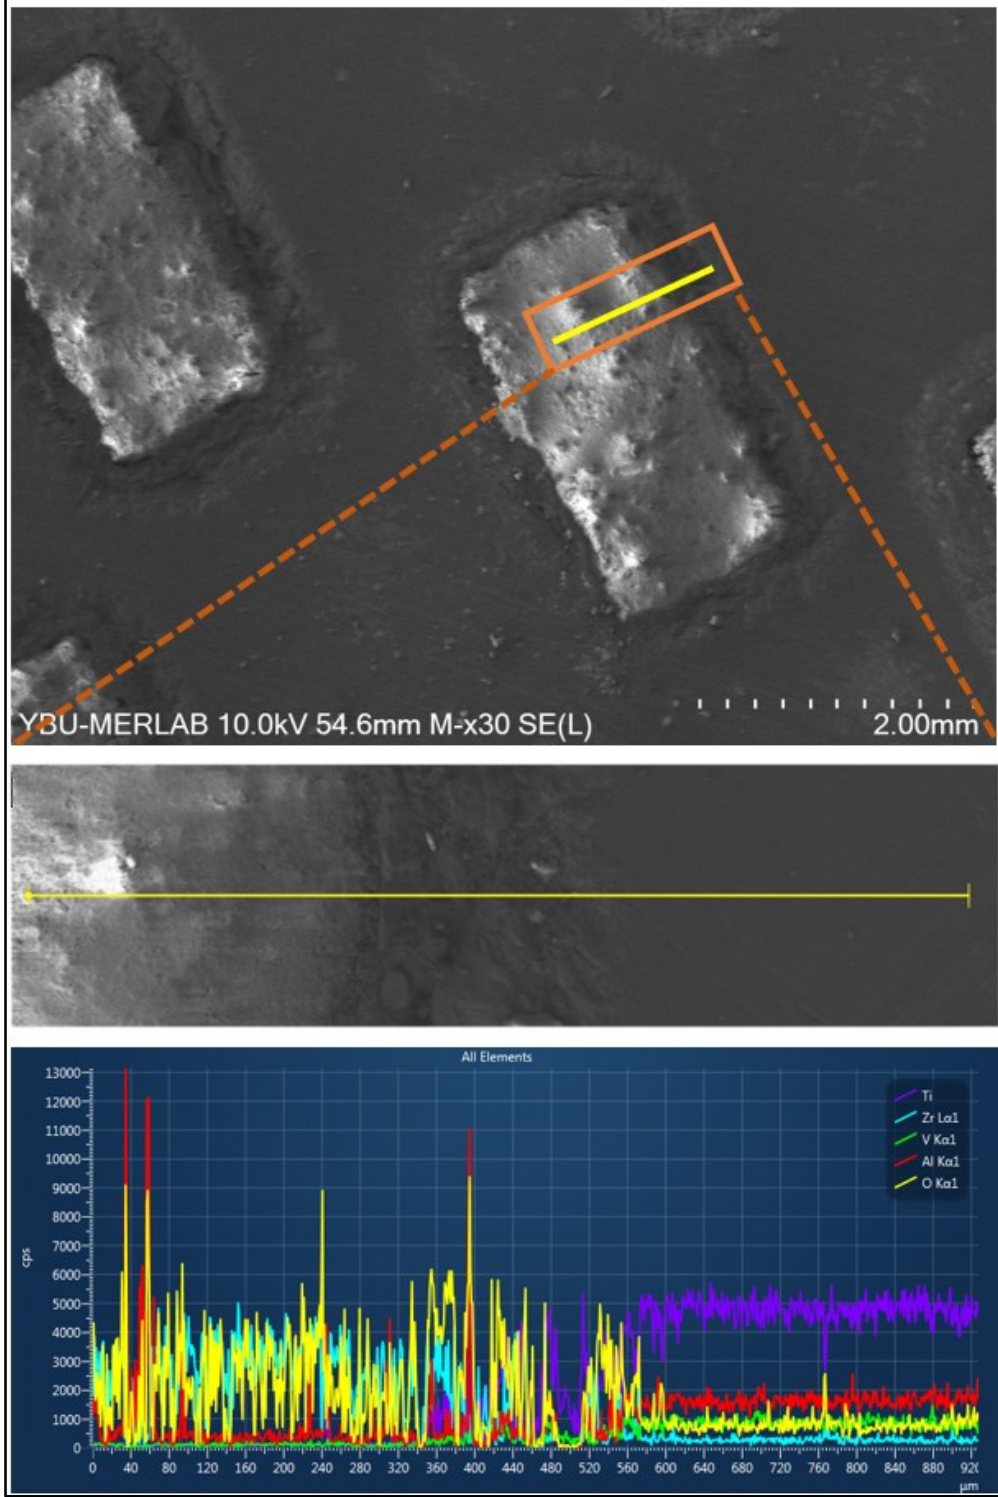 YBU-MERLAB 10.0kV 54.6mm M-x30 SE(L)
2.00mm
All Elements
13000
12000
11000
10000
9000
8000
7000
6000
5000
4000
3000
2000
1000
0
cps
Ti
Zr Lα1
V Kα1
Al Kα1
O Kα1
0 40 80 120 160 200 240 280 320 360 400 440 480 520 560 600 640 680 720 760 800 840 880 920
μm